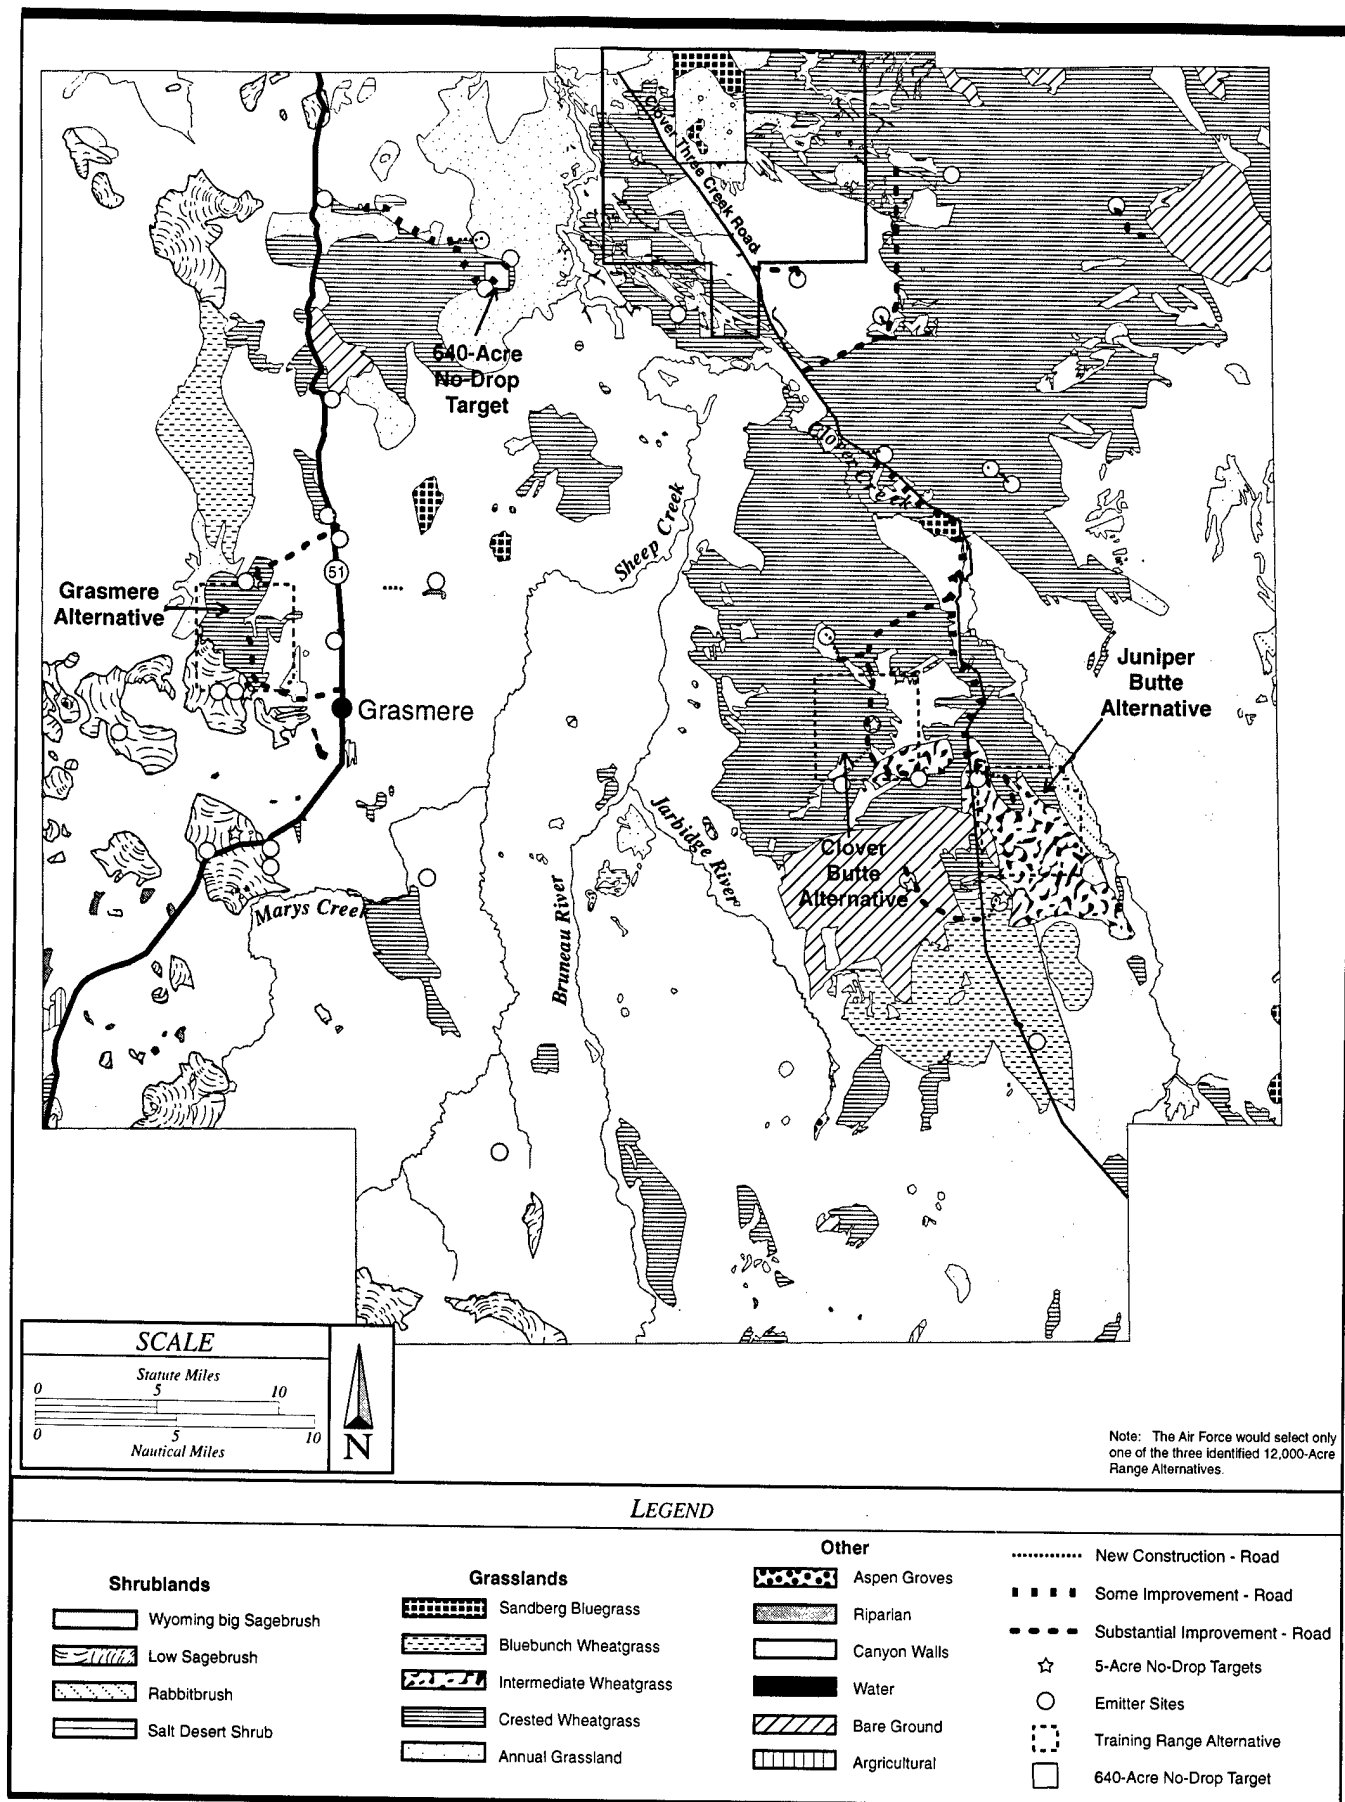 Clover Three Creek Road
640-Acre
No-Drop
Target
Clover Creek
Sheep Creek
51
Grasmere
Alternative
Juniper
Butte
Alternative
Grasmere
Jarbidge River
Clover
Butte
Alternative
Marys Creek
Bruneau River
SCALE
Statute Miles
0 5 10
0 5 10
Nautical Miles
N
Note: The Air Force would select only
one of the three identified 12,000-Acre
Range Alternatives.
LEGEND
Shrublands
Wyoming big Sagebrush
Low Sagebrush
Rabbitbrush
Salt Desert Shrub
Grasslands
Sandberg Bluegrass
Bluebunch Wheatgrass
Intermediate Wheatgrass
Crested Wheatgrass
Annual Grassland
Other
Aspen Groves
Riparian
Canyon Walls
Water
Bare Ground
Argricultural
New Construction - Road
Some Improvement - Road
Substantial Improvement - Road
5-Acre No-Drop Targets
Emitter Sites
Training Range Alternative
640-Acre No-Drop Target